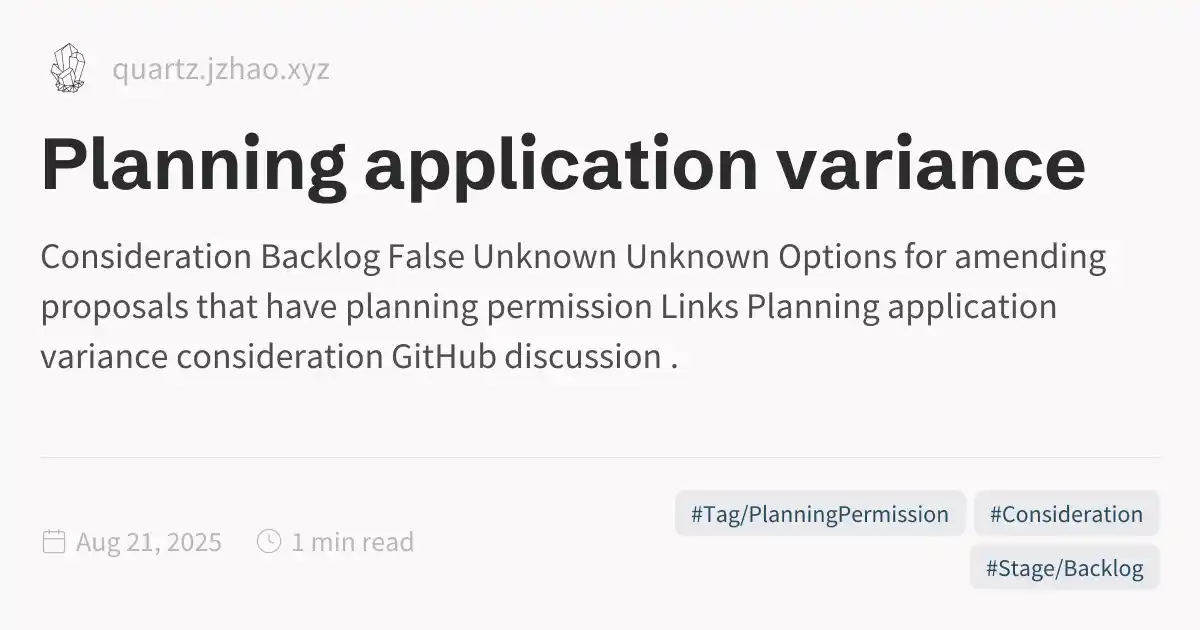 quartz.jzhao.xyz
Planning application variance
Consideration Backlog False Unknown Unknown Options for amending
proposals that have planning permission Links Planning application
variance consideration GitHub discussion .
Aug 21, 2025
1 min read
#Tag/PlanningPermission
#Consideration
#Stage/Backlog